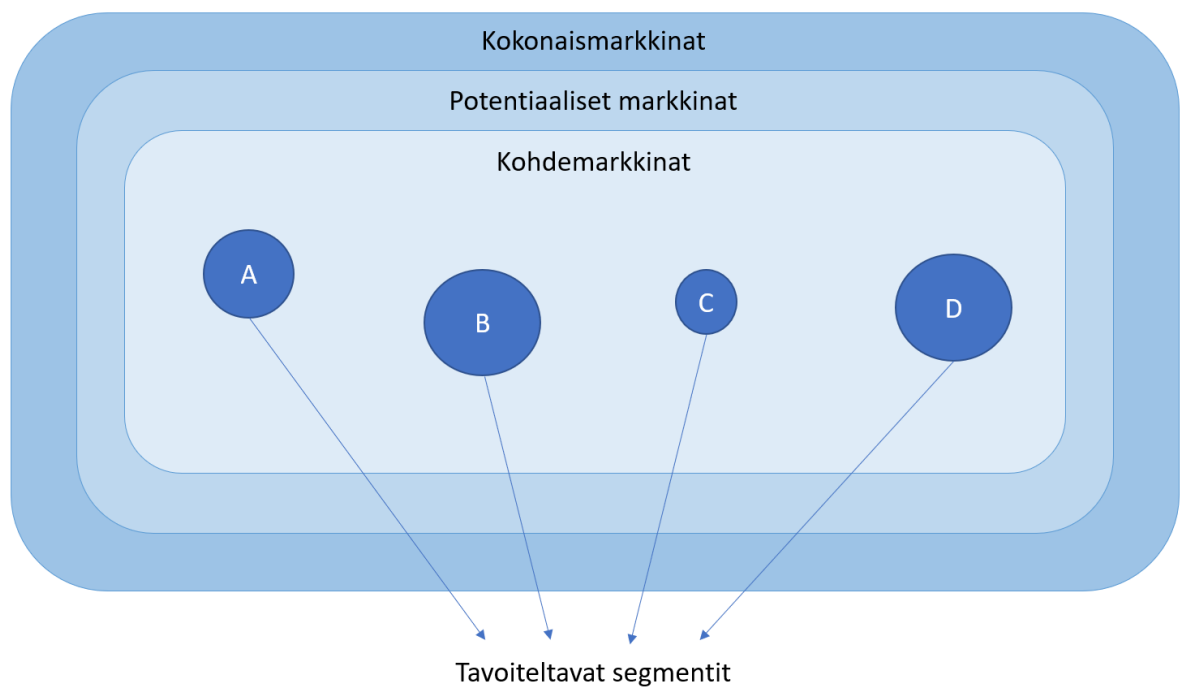 Kokonaismarkkinat
Potentiaaliset markkinat
Kohdemarkkinat
A
B
C
D
Tavoiteltavat segmentit